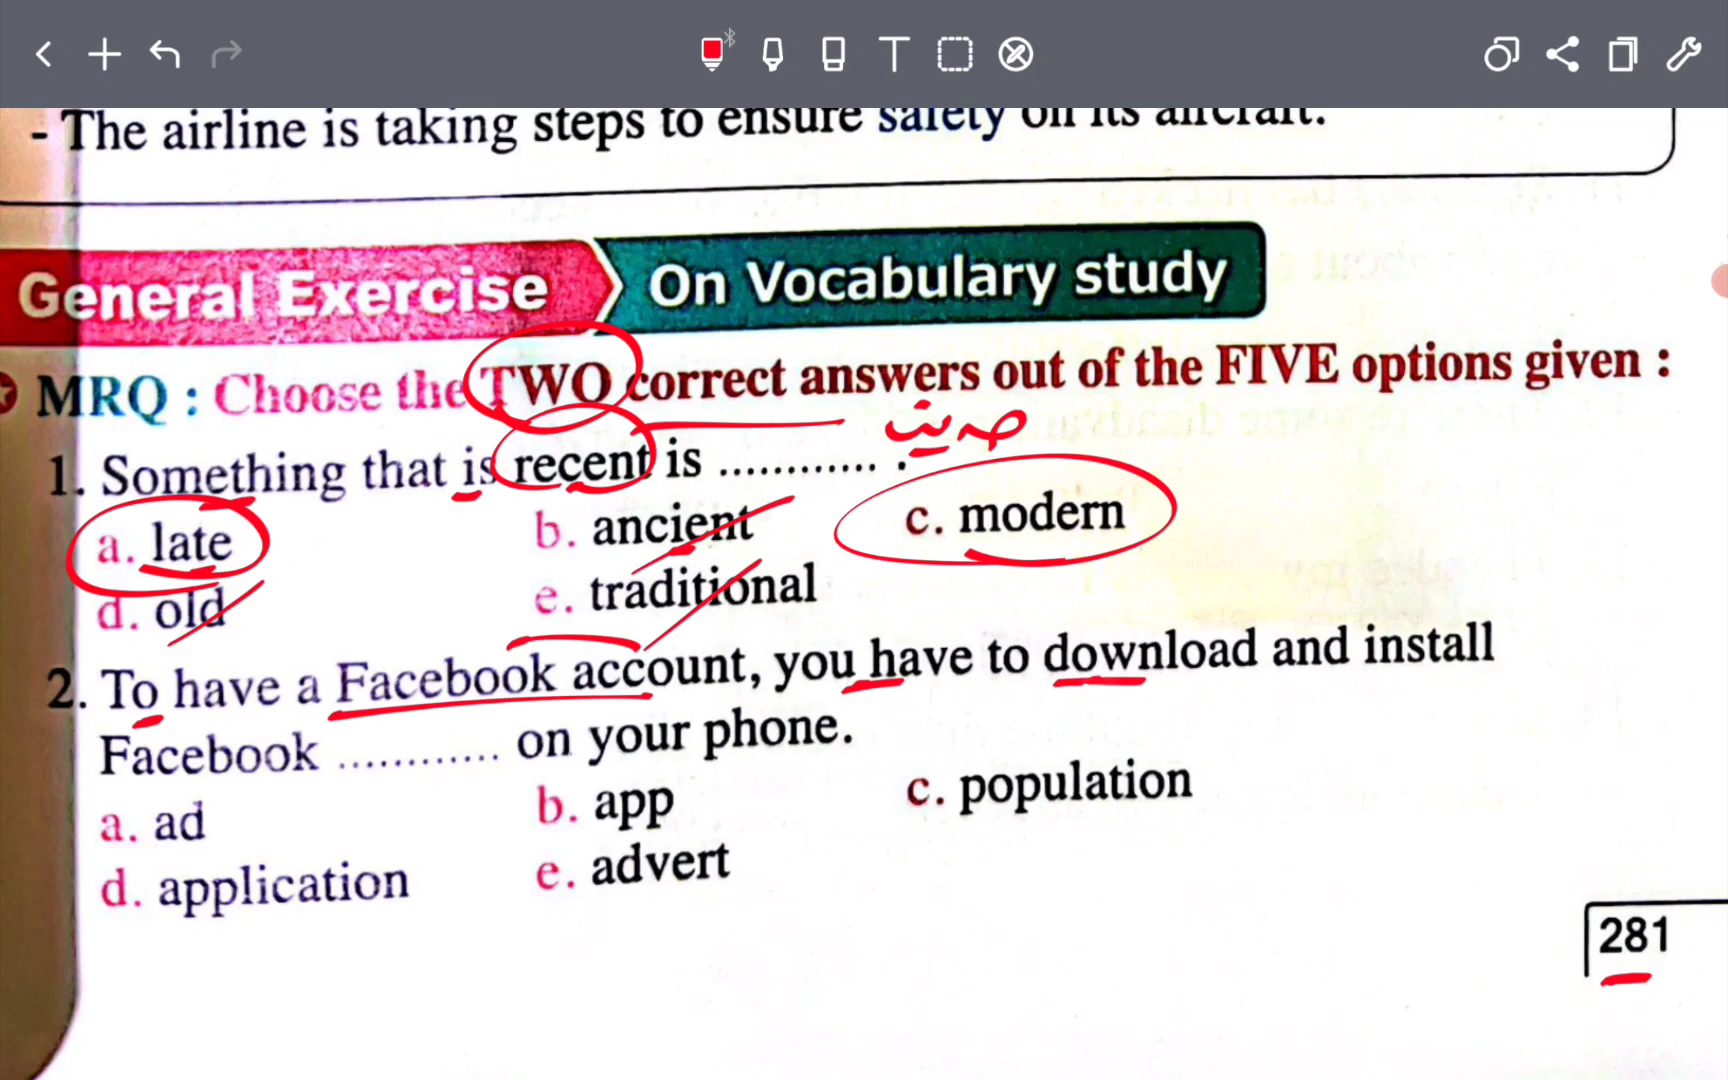 - The airline is taking steps to ensure safety on its aircraft.
General Exercise On Vocabulary study
MRQ : Choose the TWO correct answers out of the FIVE options given :
1. Something that is recent is ............ .
a. late b. ancient c. modern
d. old e. traditional
2. To have a Facebook account, you have to download and install
Facebook ............ on your phone.
a. ad b. app c. population
d. application e. advert
281